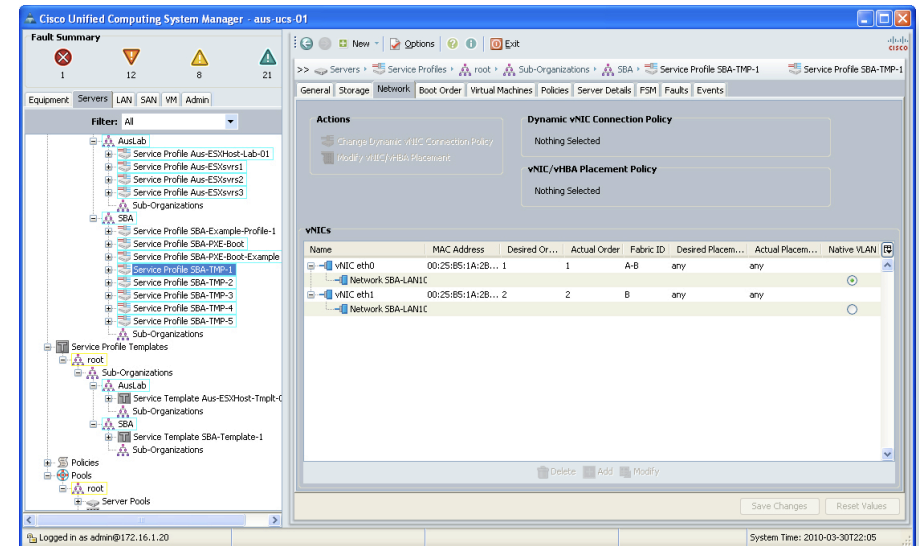 Cisco Unified Computing System Manager - aus-ucs-01
Fault Summary
1 12 8 21
New Options Exit
CISCO
>> Servers Service Profiles root Sub-Organizations SBA Service Profile SBA-TMP-1 Service Profile SBA-TMP-1
Equipment Servers LAN SAN VM Admin
General Storage Network Boot Order Virtual Machines Policies Server Details FSM Faults Events
Filter: All
AusLab
Service Profile Aus-ESXHost-Lab-01
Service Profile Aus-ESXsvrs1
Service Profile Aus-ESXsvrs2
Service Profile Aus-ESXsvrs3
Sub-Organizations
SBA
Service Profile SBA-Example-Profile-1
Service Profile SBA-PXE-Boot
Service Profile SBA-PXE-Boot-Example
Service Profile SBA-TMP-1
Service Profile SBA-TMP-2
Service Profile SBA-TMP-3
Service Profile SBA-TMP-4
Service Profile SBA-TMP-5
Sub-Organizations
Service Profile Templates
root
Sub-Organizations
AusLab
Service Template Aus-ESXHost-Tmplt-
Sub-Organizations
SBA
Service Template SBA-Template-1
Sub-Organizations
Policies
Pools
root
Server Pools
Actions
Change Dynamic vNIC Connection Policy
Modify vNIC/vHBA Placement
Dynamic vNIC Connection Policy
Nothing Selected
vNIC/vHBA Placement Policy
Nothing Selected
vNICs
Name MAC Address Desired Or... Actual Order Fabric ID Desired Placem... Actual Placem... Native VLAN
vNIC eth0 00:25:B5:1A:2B... 1 1 A-B any any
Network SBA-LAN1C
vNIC eth1 00:25:B5:1A:2B... 2 2 B any any
Network SBA-LAN1C
Delete Add Modify
Save Changes Reset Values
Logged in as admin@172.16.1.20
System Time: 2010-03-30T22:05